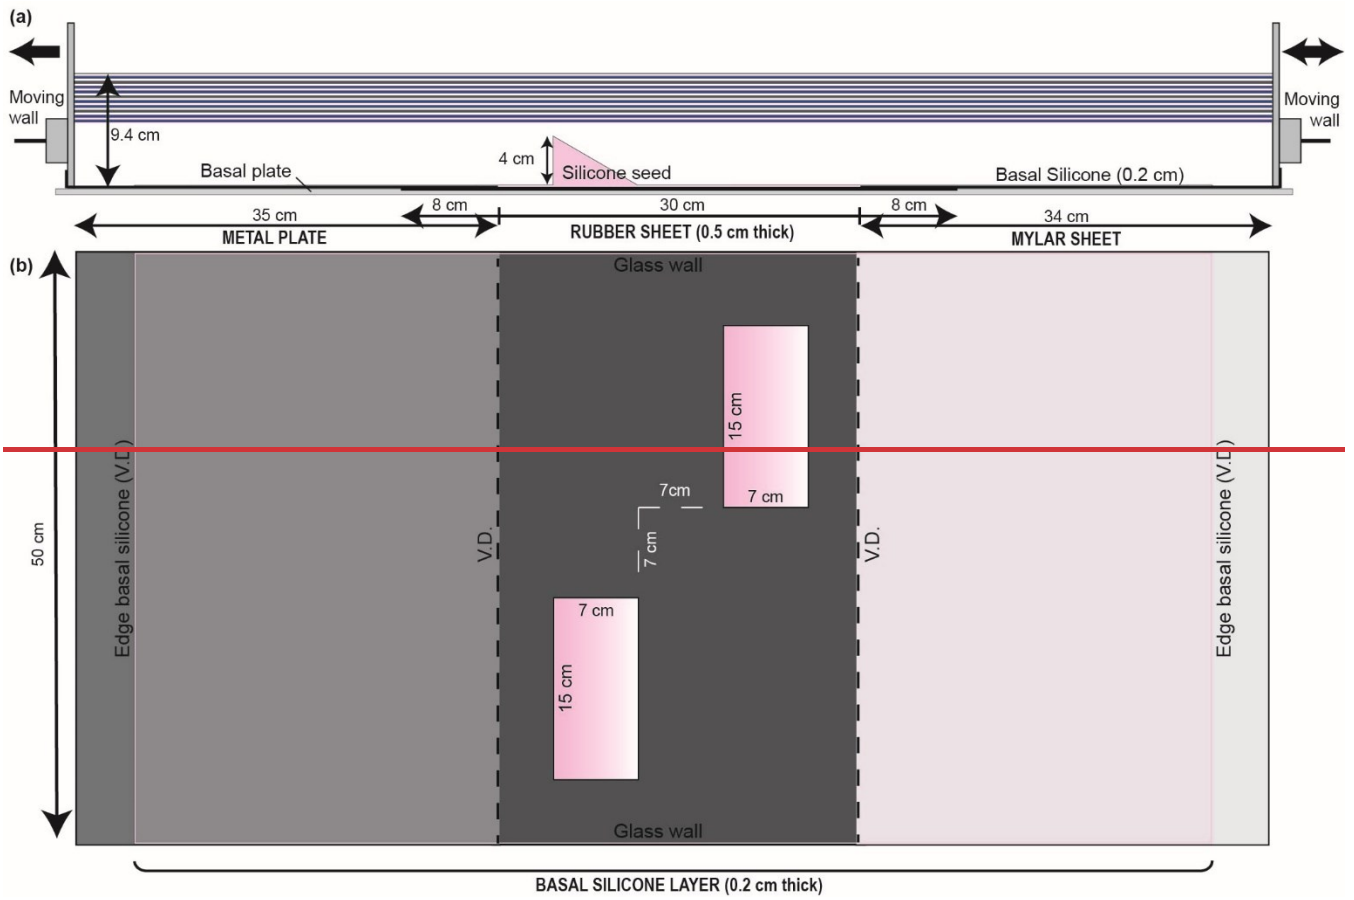 (a)
Moving
wall
9.4 cm
4 cm
Silicone seed
Basal plate
Basal Silicone (0.2 cm)
Moving
wall
35 cm
8 cm
30 cm
8 cm
34 cm
METAL PLATE
RUBBER SHEET (0.5 cm thick)
MYLAR SHEET
(b)
Glass wall
15 cm
7 cm
7cm
7 cm
50 cm
Edge basal silicone (V.D)
V.D.
V.D.
Edge basal silicone (V.D)
7 cm
15 cm
Glass wall
BASAL SILICONE LAYER (0.2 cm thick)